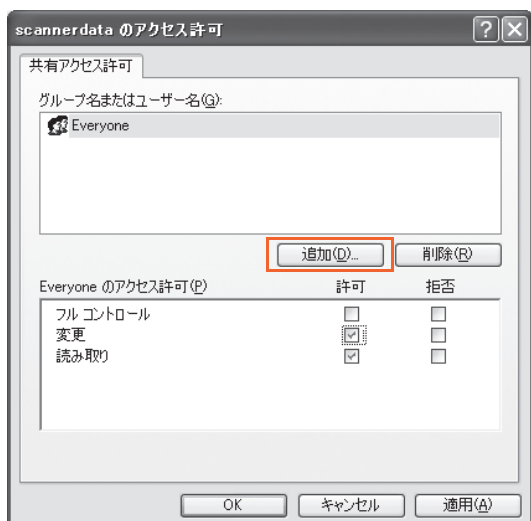 scannerdata のアクセス許可
共有アクセス許可
グループ名またはユーザー名(G):
Everyone
追加(D)... 削除(R)
Everyone のアクセス許可(P) 許可 拒否
フル コントロール
変更
読み取り
OK キャンセル 適用(A)